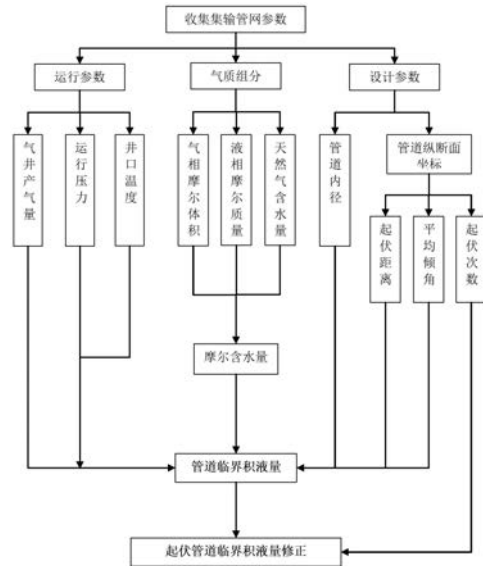 收集集输管网参数
运行参数
气质组分
设计参数
气井产气量
运行压力
井口温度
气相摩尔体积
液相摩尔质量
天然气含水量
管道内径
管道纵断面
坐标
起伏距离
平均倾角
起伏次数
摩尔含水量
管道临界积液量
起伏管道临界积液量修正